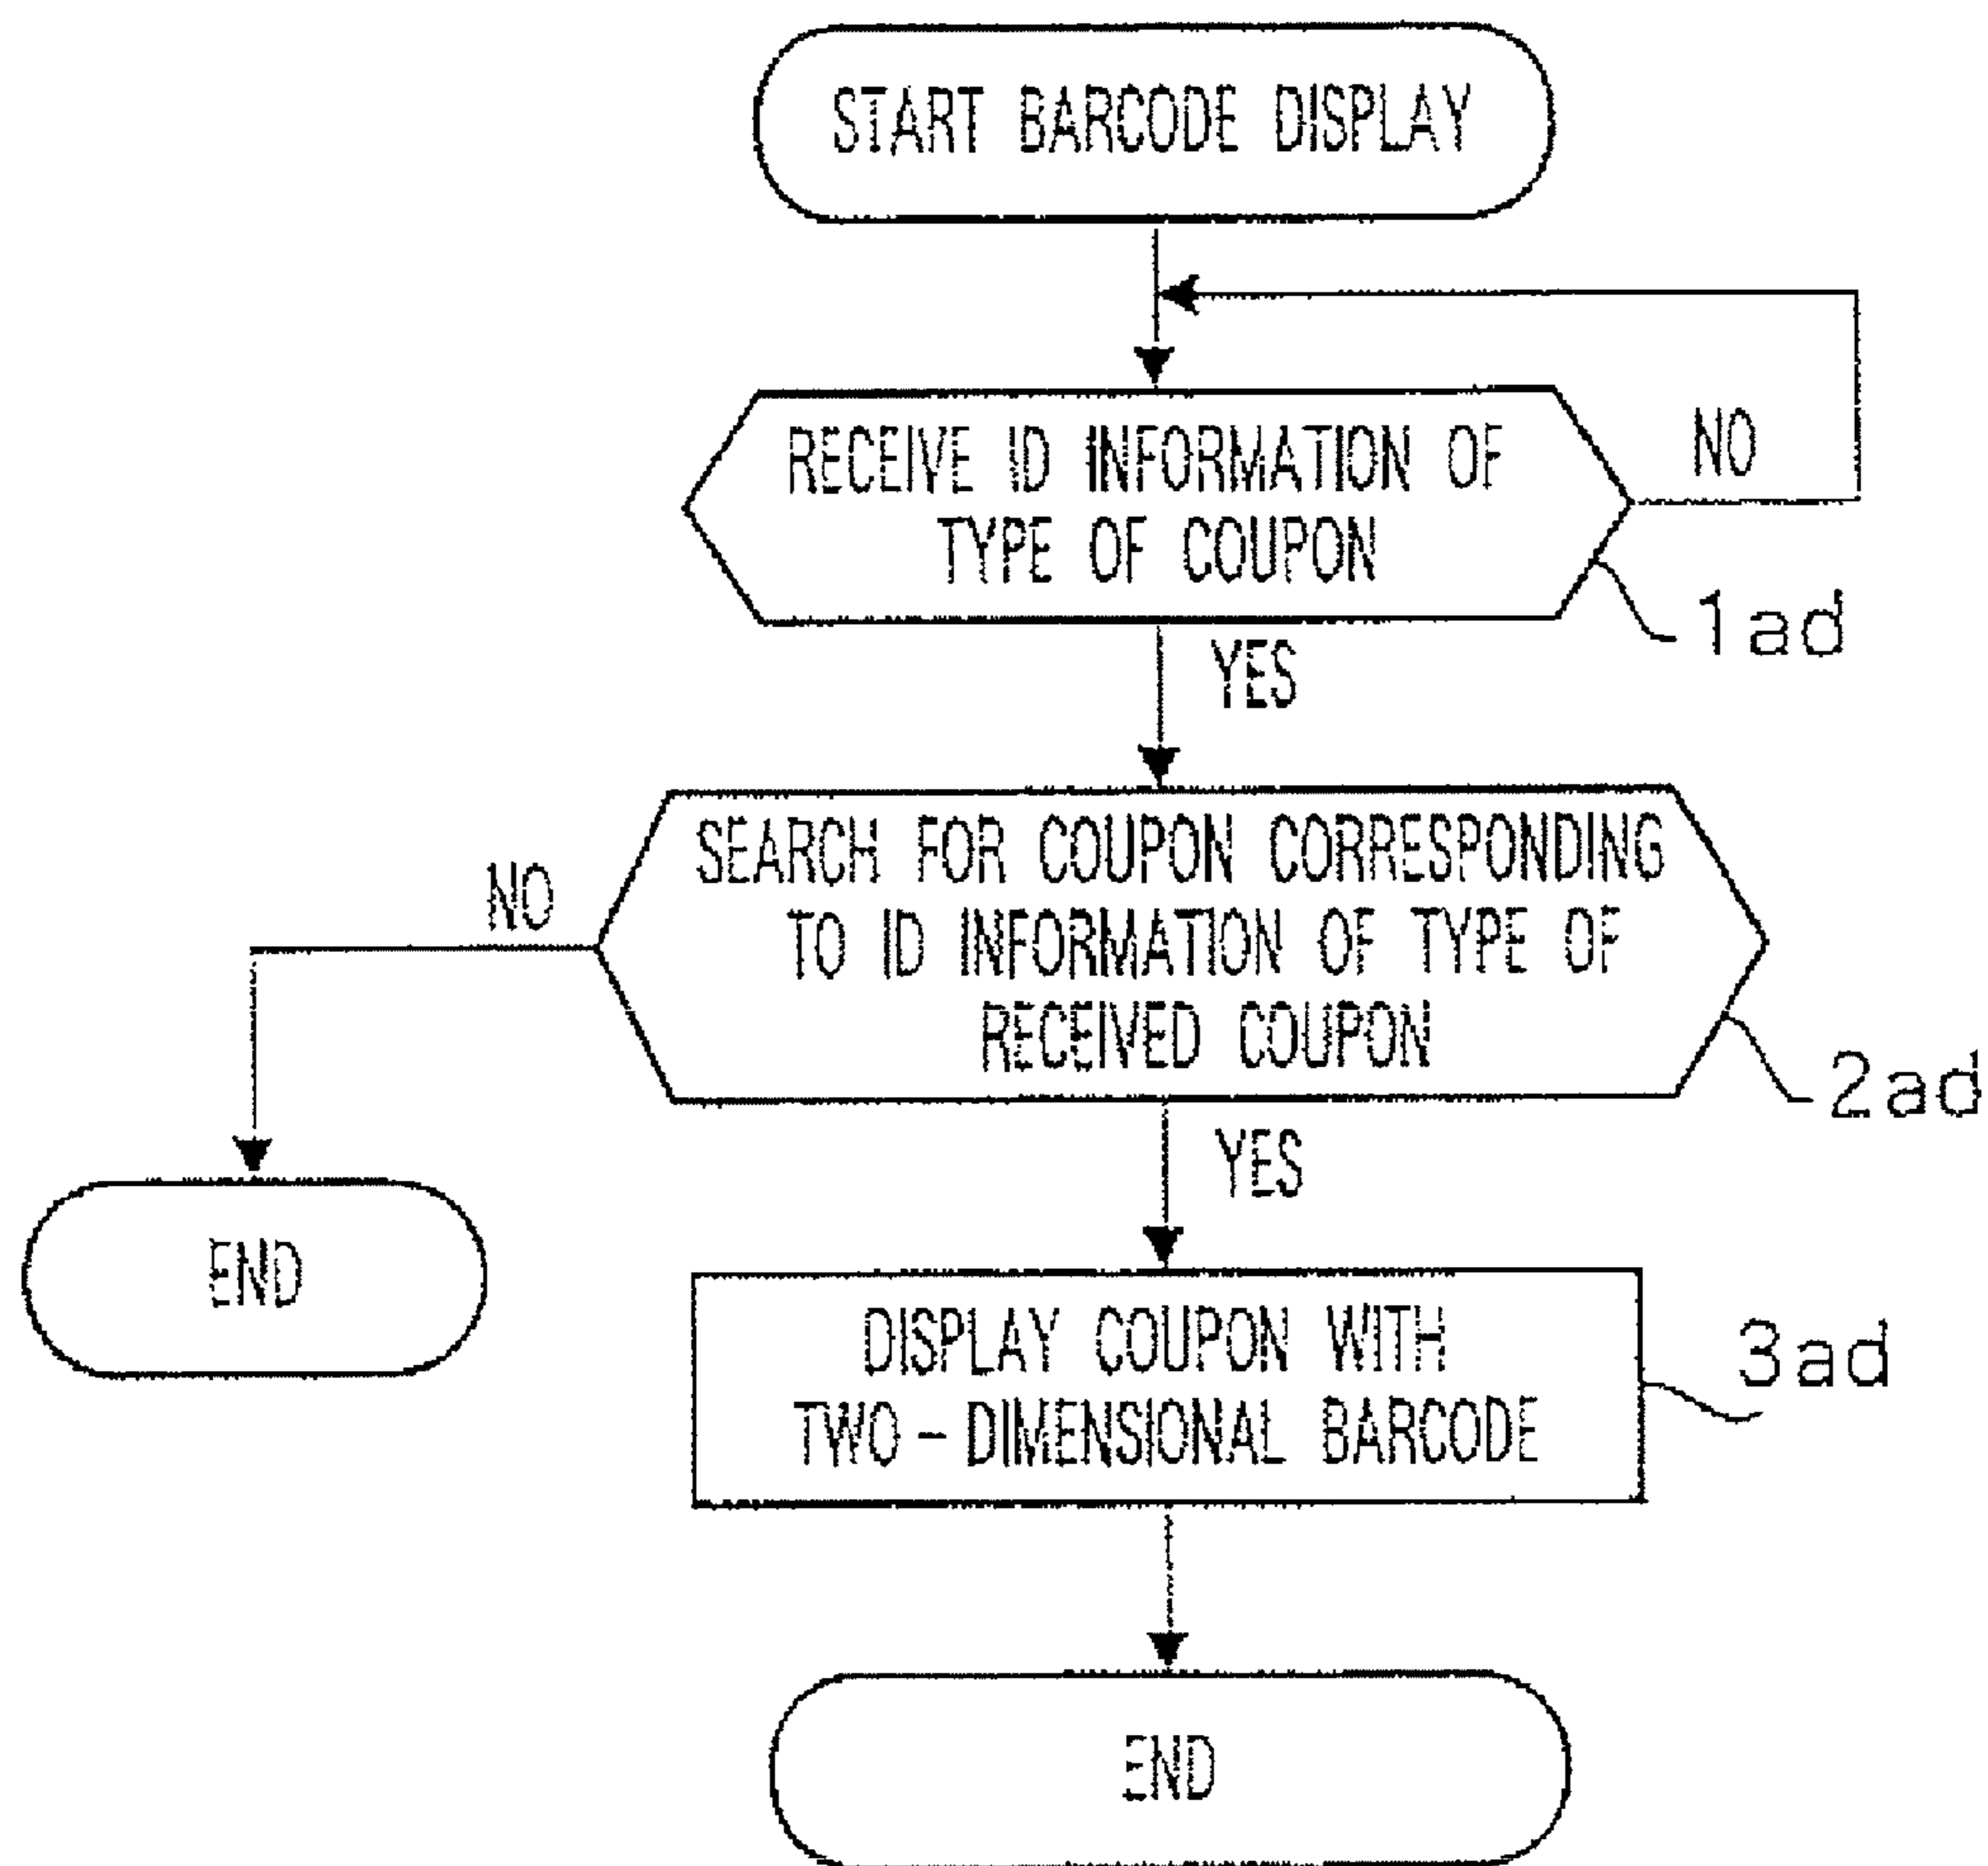 START BARCODE DISPLAY
RECEIVE ID INFORMATION OF
TYPE OF COUPON
NO
1ad
YES
SEARCH FOR COUPON CORRESPONDING
TO ID INFORMATION OF TYPE OF
RECEIVED COUPON
NO
2ad
YES
END
DISPLAY COUPON WITH
TWO-DIMENSIONAL BARCODE
3ad
END